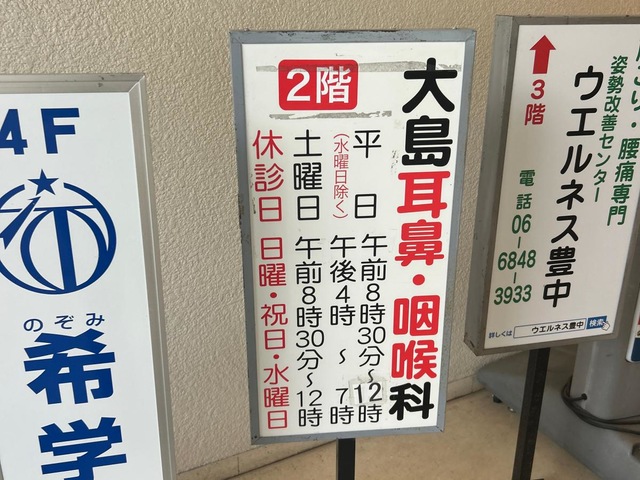 4F
のぞみ
希学
2階
大島耳鼻・咽喉科
平日 午前8時30分～12時
(水曜日除く) 午後4時～7時
土曜日 午前8時30分～12時
休診日 日曜・祝日・水曜日
3階
・腰痛専門
姿勢改善センター
ウエルネス豊中
電話 06-6848-3933
詳しくは ウエルネス豊中 検索